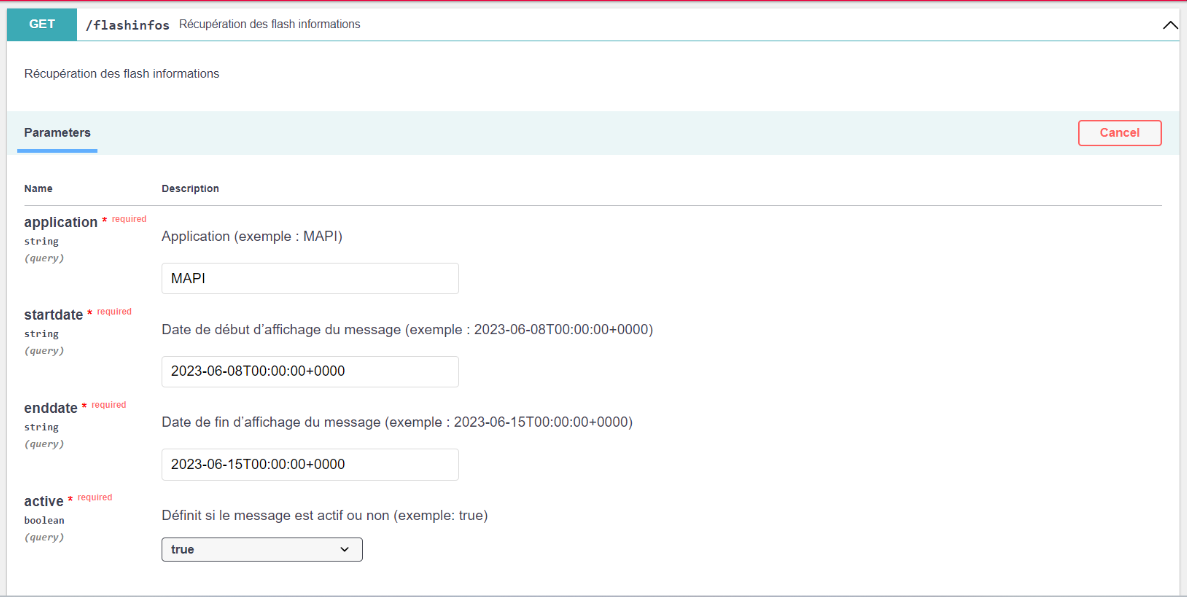 GET /flashinfos Récupération des flash informations
Récupération des flash informations
Parameters Cancel
Name Description
application * required
string
(query)
Application (exemple : MAPI)
MAPI
startdate * required
string
(query)
Date de début d'affichage du message (exemple : 2023-06-08T00:00:00+0000)
2023-06-08T00:00:00+0000
enddate * required
string
(query)
Date de fin d'affichage du message (exemple : 2023-06-15T00:00:00+0000)
2023-06-15T00:00:00+0000
active * required
boolean
(query)
Définit si le message est actif ou non (exemple: true)
true